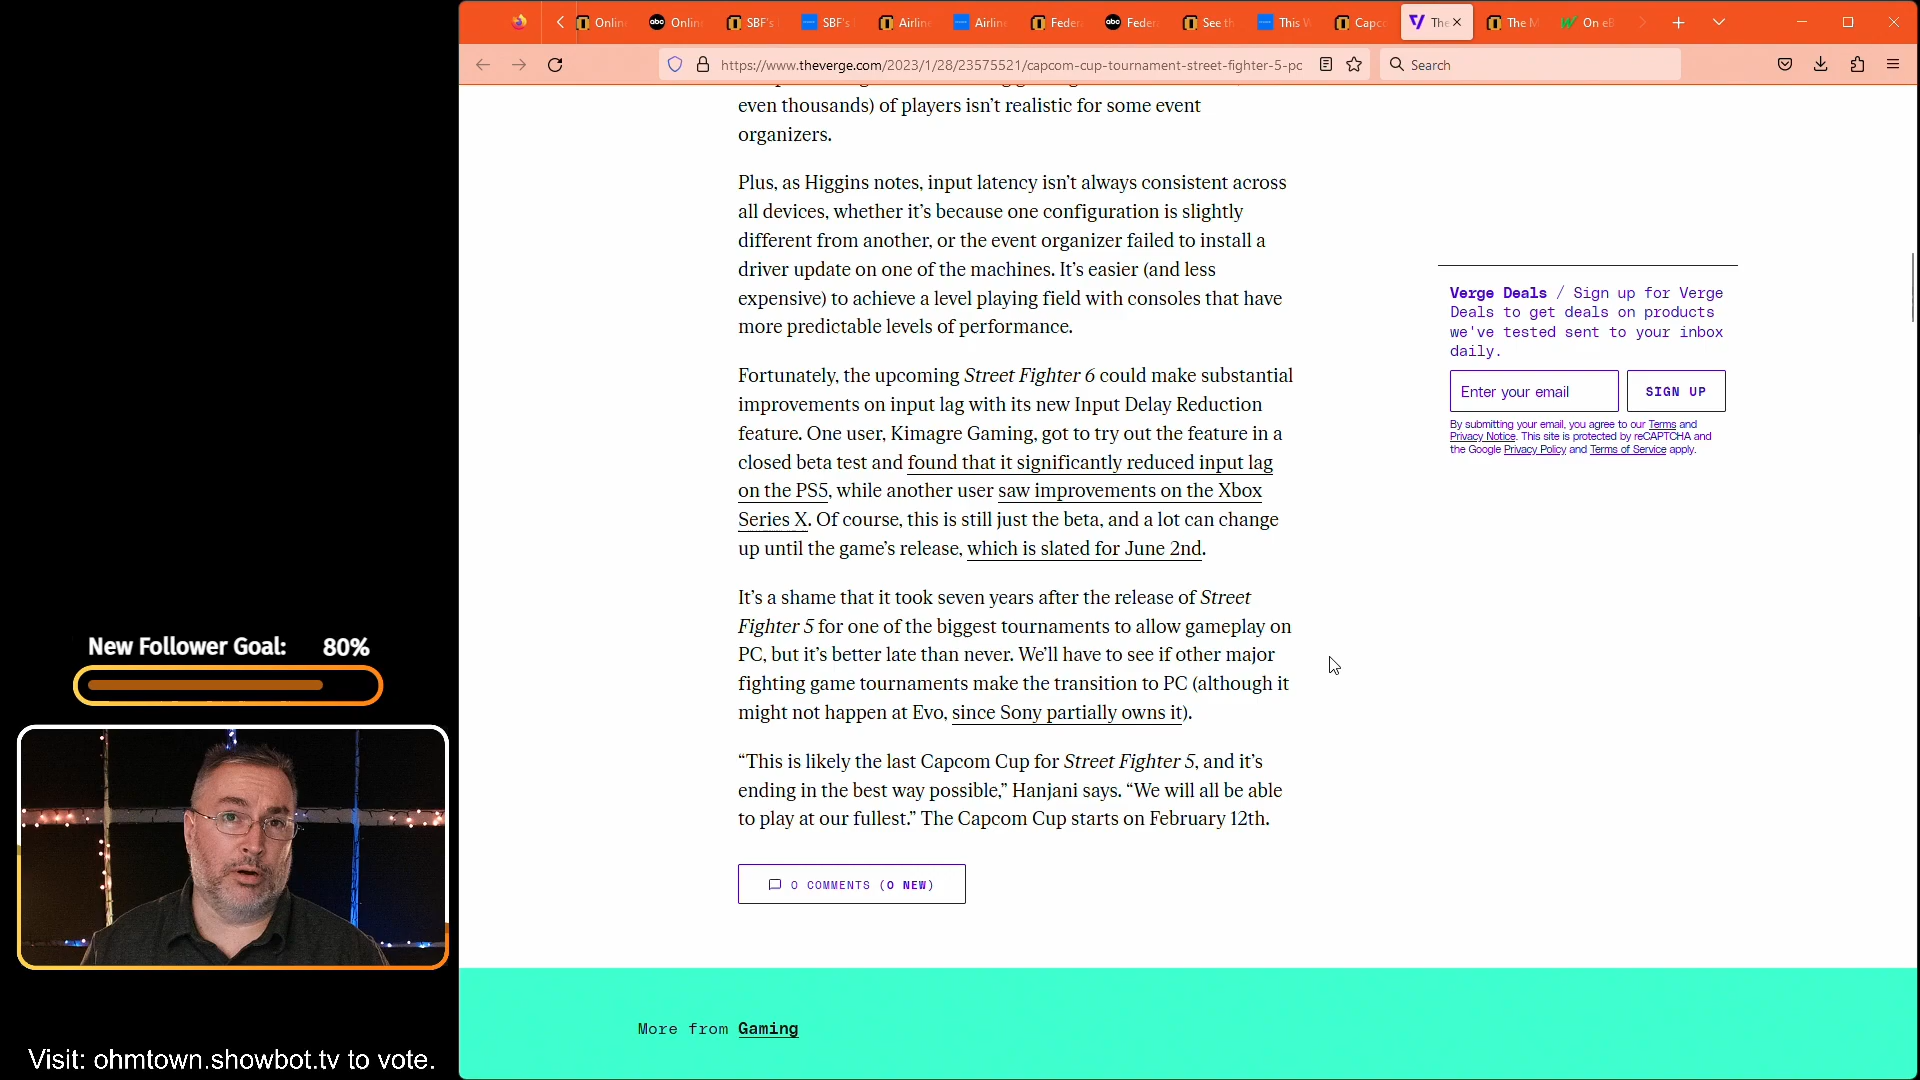 Onlin
Onlin
SBF's
SBF's
Airlin
Airlin
Feder
Feder
See th
This W
Capco
The
The M
On eB
https://www.theverge.com/2023/1/28/23575521/capcom-cup-tournament-street-fighter-5-pc
Search
even thousands) of players isn’t realistic for some event
organizers.
Plus, as Higgins notes, input latency isn’t always consistent across
all devices, whether it’s because one configuration is slightly
different from another, or the event organizer failed to install a
driver update on one of the machines. It’s easier (and less
expensive) to achieve a level playing field with consoles that have
more predictable levels of performance.
Fortunately, the upcoming Street Fighter 6 could make substantial
improvements on input lag with its new Input Delay Reduction
feature. One user, Kimagre Gaming, got to try out the feature in a
closed beta test and found that it significantly reduced input lag
on the PS5, while another user saw improvements on the Xbox
Series X. Of course, this is still just the beta, and a lot can change
up until the game’s release, which is slated for June 2nd.
It’s a shame that it took seven years after the release of Street
Fighter 5 for one of the biggest tournaments to allow gameplay on
PC, but it’s better late than never. We’ll have to see if other major
fighting game tournaments make the transition to PC (although it
might not happen at Evo, since Sony partially owns it).
“This is likely the last Capcom Cup for Street Fighter 5, and it’s
ending in the best way possible,” Hanjani says. “We will all be able
to play at our fullest.” The Capcom Cup starts on February 12th.
0 COMMENTS (0 NEW)
More from Gaming
Verge Deals / Sign up for Verge
Deals to get deals on products
we've tested sent to your inbox
daily.
Enter your email
SIGN UP
By submitting your email, you agree to our Terms and
Privacy Notice. This site is protected by reCAPTCHA and
the Google Privacy Policy and Terms of Service apply.
New Follower Goal: 80%
Visit: ohmtown.showbot.tv to vote.